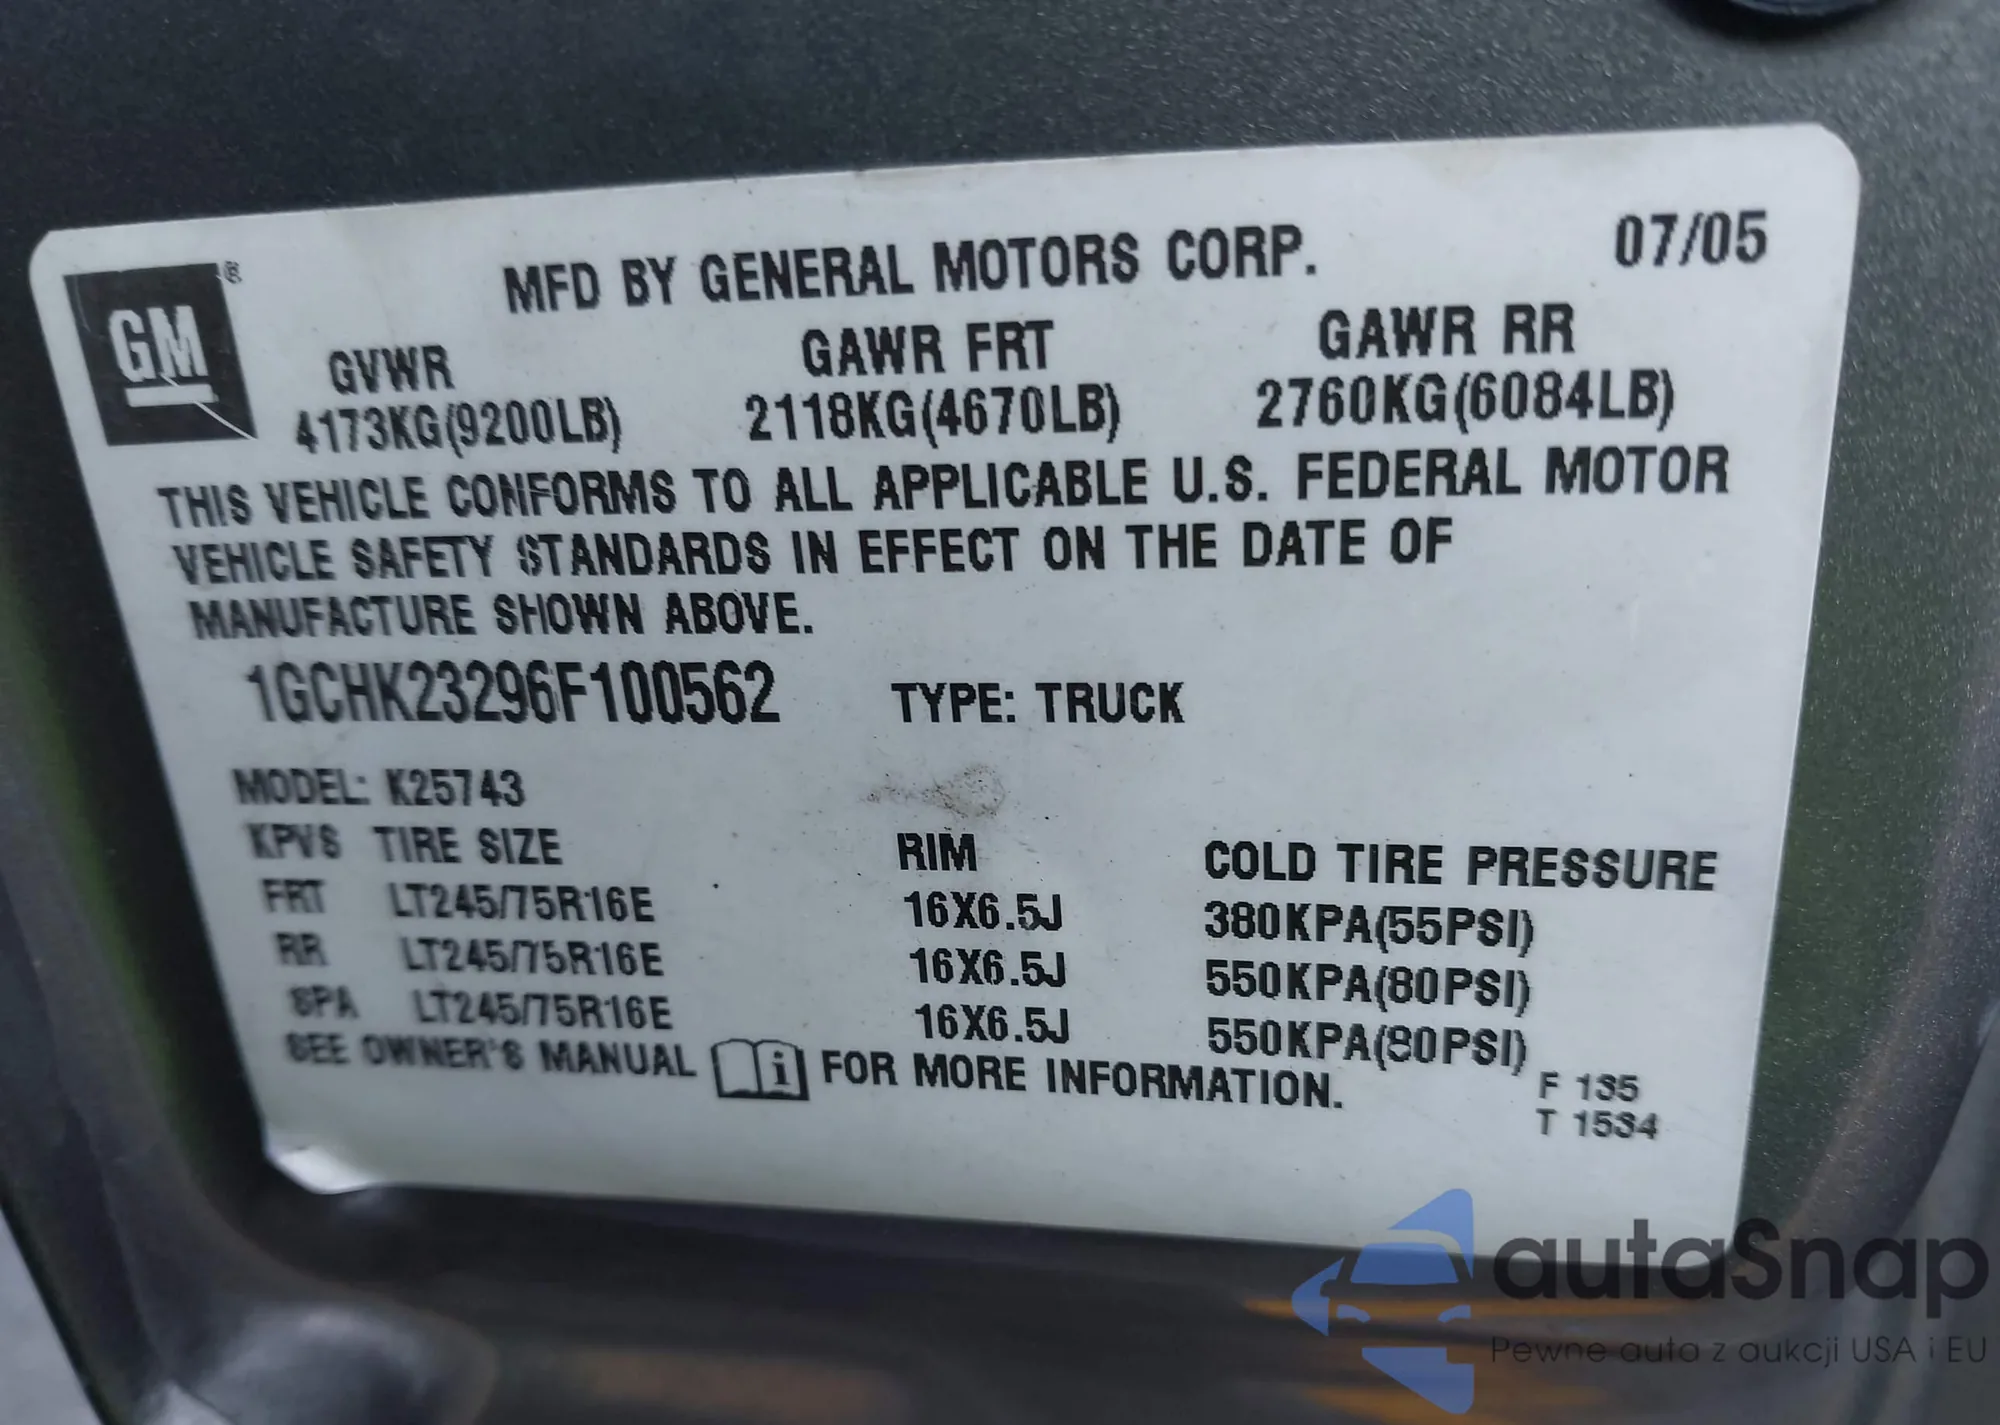 GM®
MFD BY GENERAL MOTORS CORP. 07/05
GVWR GAWR FRT GAWR RR
4173KG(9200LB) 2118KG(4670LB) 2760KG(6084LB)
THIS VEHICLE CONFORMS TO ALL APPLICABLE U.S. FEDERAL MOTOR
VEHICLE SAFETY STANDARDS IN EFFECT ON THE DATE OF
MANUFACTURE SHOWN ABOVE.
1GCHK23296F100562 TYPE: TRUCK
MODEL: K25743
KPVS TIRE SIZE RIM COLD TIRE PRESSURE
FRT LT245/75R16E 16X6.5J 380KPA(55PSI)
RR LT245/75R16E 16X6.5J 550KPA(80PSI)
SPA LT245/75R16E 16X6.5J 550KPA(80PSI)
SEE OWNER'S MANUAL i FOR MORE INFORMATION.
F 135
T 1534
autaSnap
Pewne auta z aukcji USA i EU